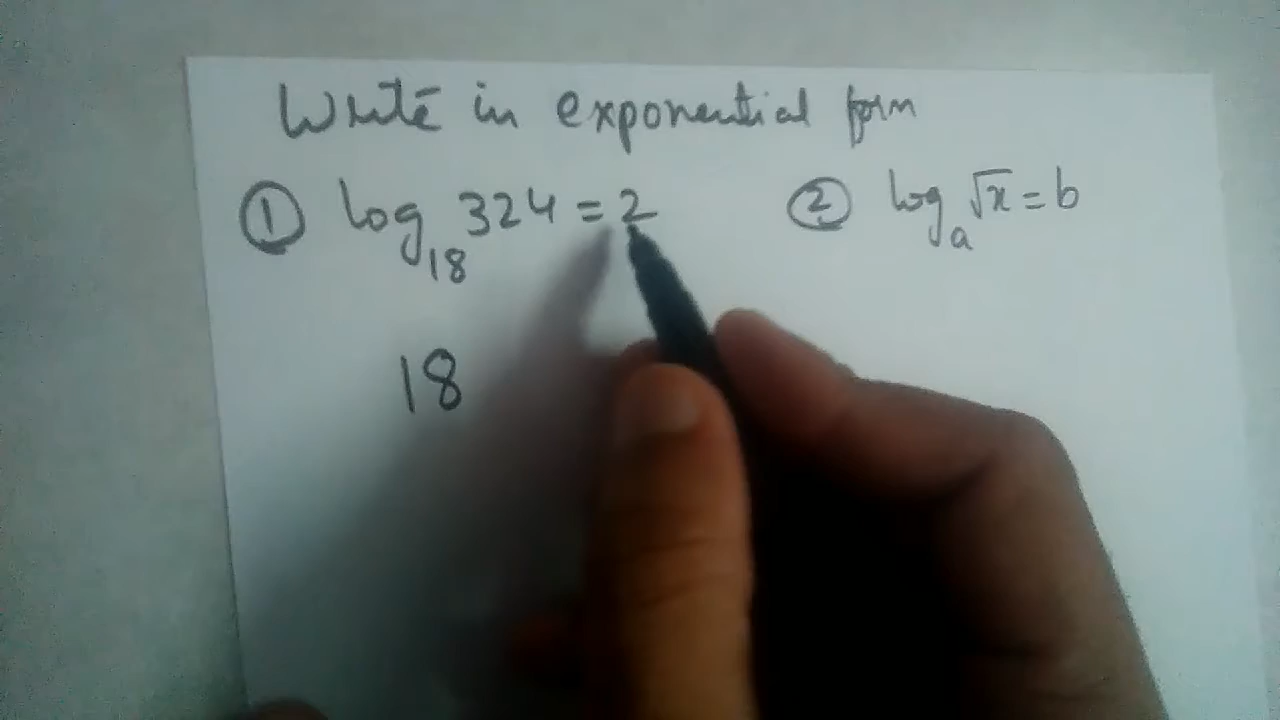 Write in exponential form
① log₁₈ 324 = 2 ② logₐ √x = b
18